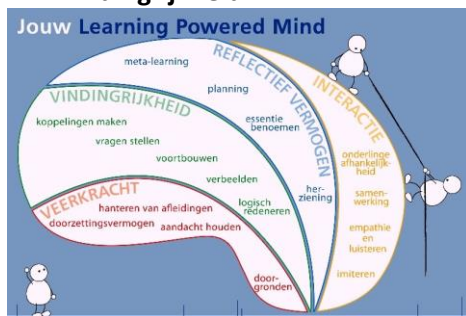 Jouw Learning Powered Mind
REFLECTIEF VERMOGEN
meta-learning
planning
essentie
benoemen
her-
ziening
INTERACTIE
onderlinge
afhankelijk-
heid
samen-
werking
empathie
en
luisteren
imiteren
VINDINGRIJKHEID
koppelingen maken
vragen stellen
voortbouwen
verbeelden
logisch
redeneren
VEERKRACHT
hanteren van afleidingen
doorzettingsvermogen
aandacht houden
door-
gronden